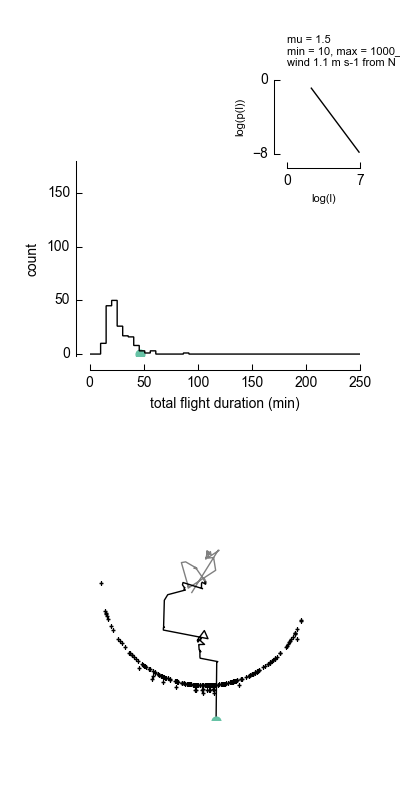 mu = 1.5
min = 10, max = 1000_
wind 1.1 m s-1 from N
0
log(p(l))
−8
0
7
log(l)
150
100
count
50
0
0
50
100
150
200
250
total flight duration (min)